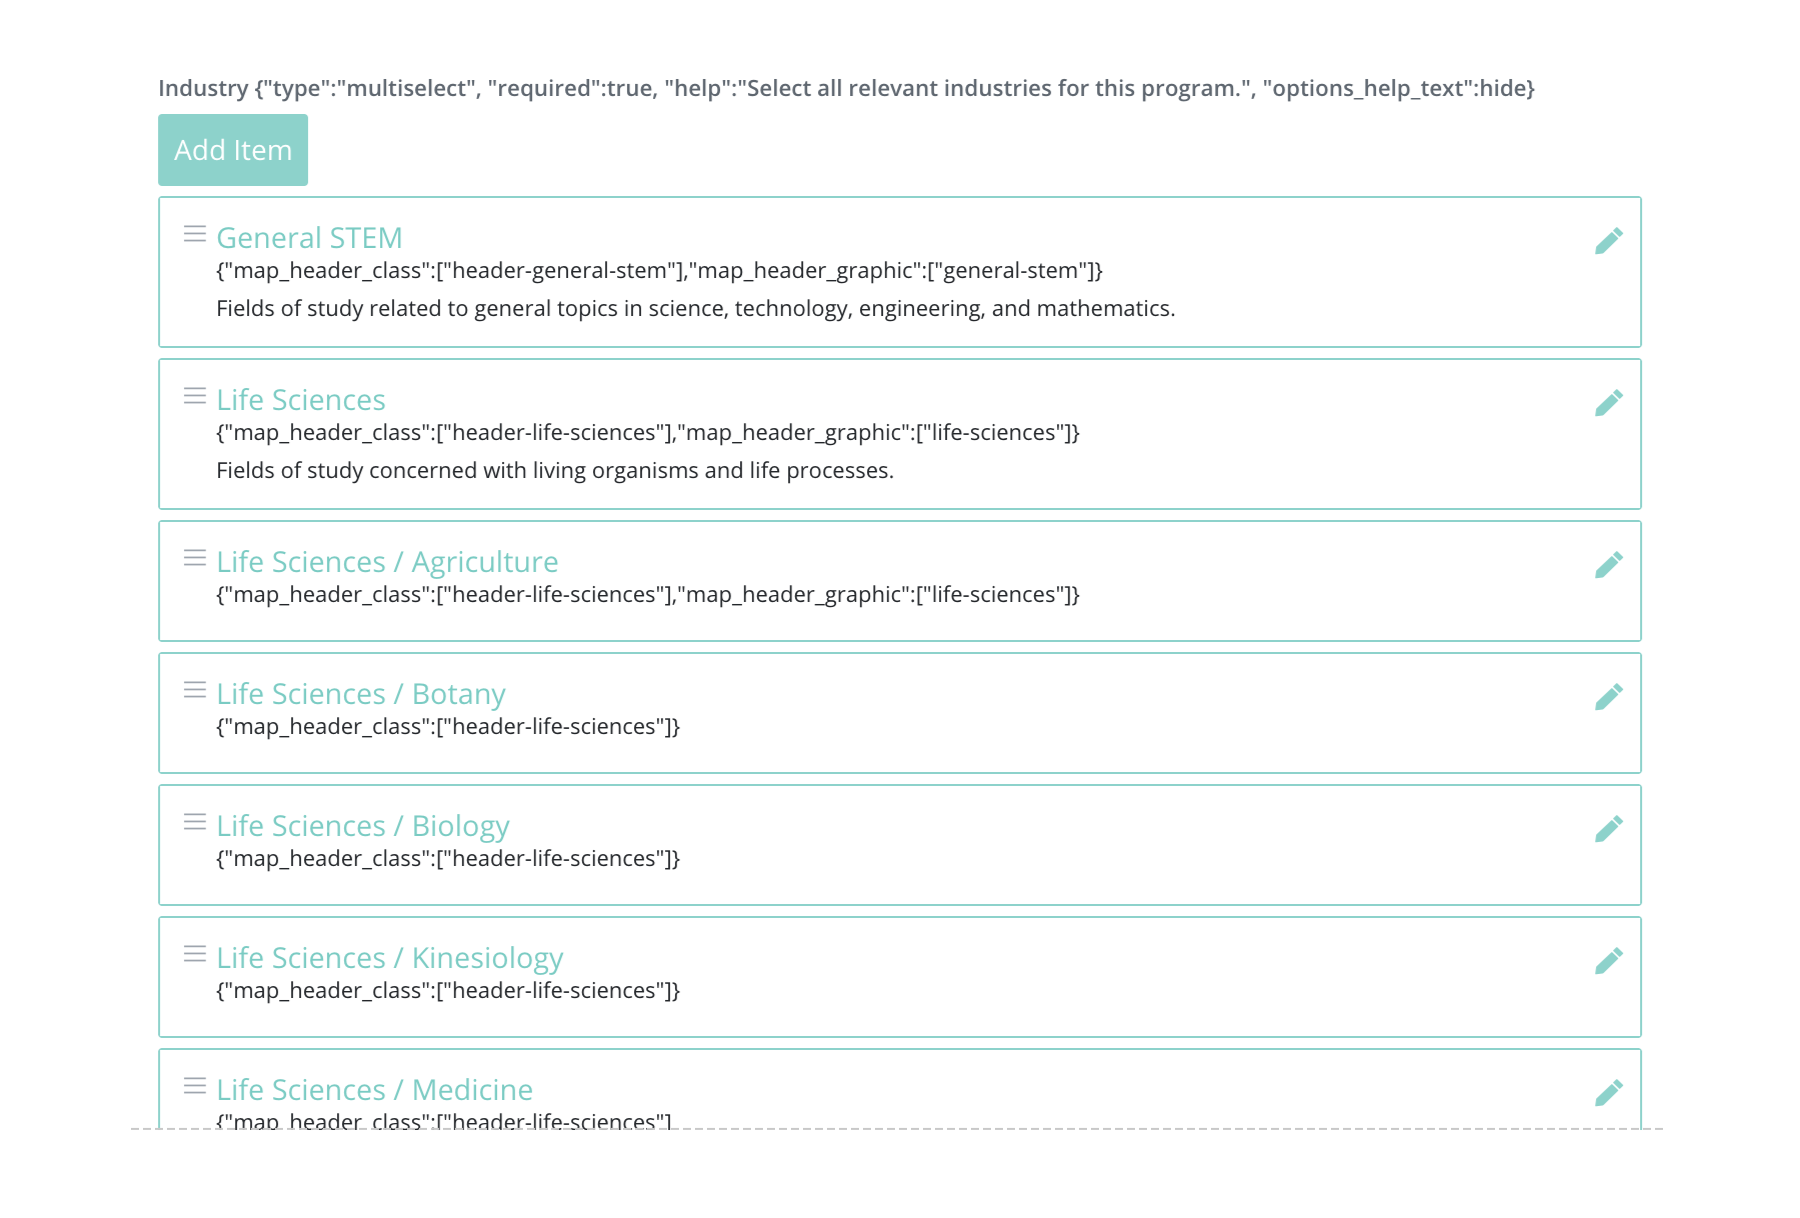 Industry {"type":"multiselect", "required":true, "help":"Select all relevant industries for this program.", "options_help_text":hide}
Add Item
General STEM
{"map_header_class":["header-general-stem"],"map_header_graphic":["general-stem"]}
Fields of study related to general topics in science, technology, engineering, and mathematics.
Life Sciences
{"map_header_class":["header-life-sciences"],"map_header_graphic":["life-sciences"]}
Fields of study concerned with living organisms and life processes.
Life Sciences / Agriculture
{"map_header_class":["header-life-sciences"],"map_header_graphic":["life-sciences"]}
Life Sciences / Botany
{"map_header_class":["header-life-sciences"]}
Life Sciences / Biology
{"map_header_class":["header-life-sciences"]}
Life Sciences / Kinesiology
{"map_header_class":["header-life-sciences"]}
Life Sciences / Medicine
{"map_header_class":["header-life-sciences"]